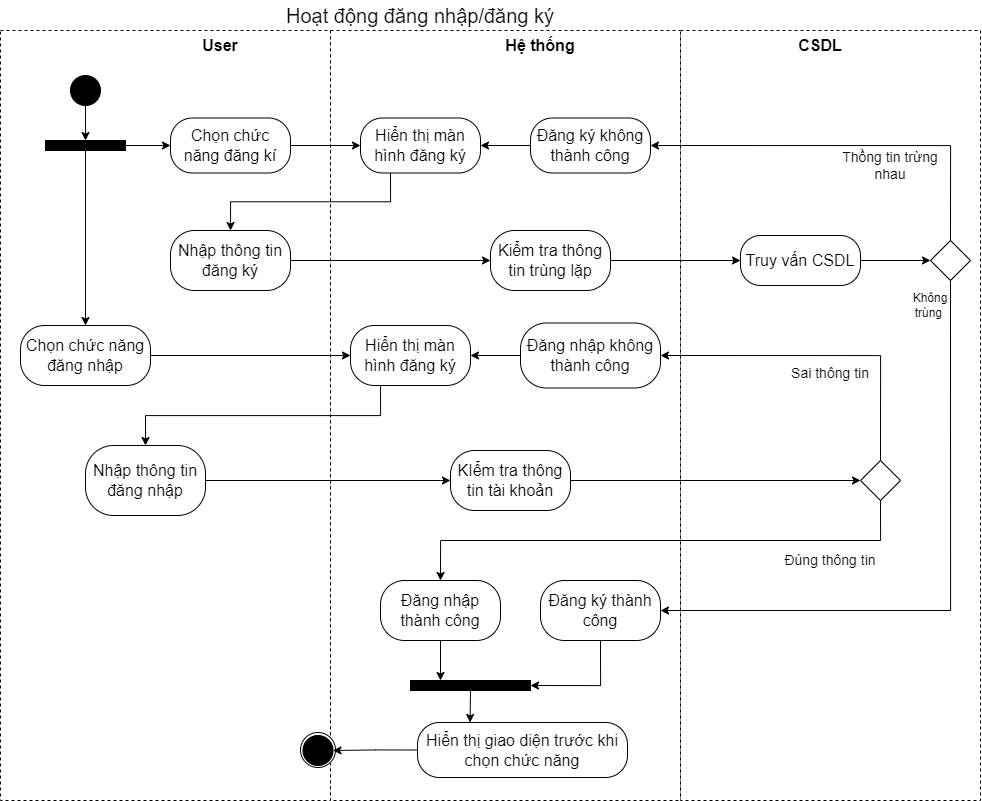 Hoạt động đăng nhập/đăng ký
User
Hệ thống
CSDL
Chọn chức
năng đăng kí
Hiển thị màn
hình đăng ký
Đăng ký không
thành công
Thồng tin trừng
nhau
Nhập thông tin
đăng ký
Kiểm tra thông
tin trùng lặp
Truy vấn CSDL
Không
trùng
Chọn chức năng
đăng nhập
Hiển thị màn
hình đăng ký
Đăng nhập không
thành công
Sai thông tin
Nhập thông tin
đăng nhập
KIểm tra thông
tin tài khoản
Đúng thông tin
Đăng nhập
thành công
Đăng ký thành
công
Hiển thị giao diện trước khi
chọn chức năng